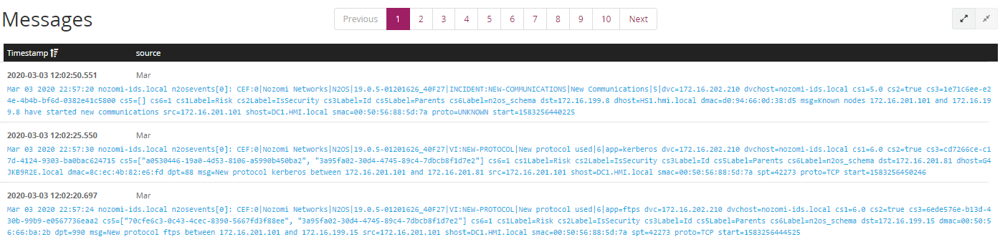 Messages
Previous 1 2 3 4 5 6 7 8 9 10 Next
Timestamp source
2020-03-03 12:02:50.551 Mar
Mar 03 2020 22:57:20 nozomi-ids.local n2osevents[0]: CEF:0|Nozomi Networks|N2OS|19.0.5-01201626_40F27|INCIDENT:NEW-COMMUNICATIONS|New Communications|5|dvc=172.16.202.210 dvchost=nozomi-ids.local cs1=5.0 cs2=true cs3=1e71c6ee-e2
4e-4b4b-bf6d-0382e41c5800 cs5=[] cs6=1 cs1Label=Risk cs2Label=IsSecurity cs3Label=Id cs5Label=Parents cs6Label=n2os_schema dst=172.16.199.8 dhost=HS1.hmi.local dmac=d0:94:66:0d:38:d5 msg=Known nodes 172.16.201.101 and 172.16.19
9.8 have started new communications src=172.16.201.101 shost=DC1.HMI.local smac=00:50:56:88:5d:7a proto=UNKNOWN start=1583256440225
2020-03-03 12:02:25.550 Mar
Mar 03 2020 22:57:30 nozomi-ids.local n2osevents[0]: CEF:0|Nozomi Networks|N2OS|19.0.5-01201626_40F27|VI:NEW-PROTOCOL|New protocol used|6|app=kerberos dvc=172.16.202.210 dvchost=nozomi-ids.local cs1=6.0 cs2=true cs3=cd7266ce-c1
7d-4124-9303-ba0bac624715 cs5=["a0530446-19a0-4d53-8106-a5990b450ba2", "3a95fa02-30d4-4745-89c4-7dbcb8f1d7e2"] cs6=1 cs1Label=Risk cs2Label=IsSecurity cs3Label=Id cs5Label=Parents cs6Label=n2os_schema dst=172.16.201.81 dhost=G4
JKB9R2E.local dmac=8c:ec:4b:82:e6:fd dpt=88 msg=New protocol kerberos between 172.16.201.101 and 172.16.201.81 src=172.16.201.101 shost=DC1.HMI.local smac=00:50:56:88:5d:7a spt=42273 proto=TCP start=1583256450246
2020-03-03 12:02:20.697 Mar
Mar 03 2020 22:57:24 nozomi-ids.local n2osevents[0]: CEF:0|Nozomi Networks|N2OS|19.0.5-01201626_40F27|VI:NEW-PROTOCOL|New protocol used|6|app=ftps dvc=172.16.202.210 dvchost=nozomi-ids.local cs1=6.0 cs2=true cs3=6ede576e-b13d-4
30b-99b9-e0567736eaa2 cs5=["70cfe6c3-0c43-4cec-8390-5667fd3f88ee", "3a95fa02-30d4-4745-89c4-7dbcb8f1d7e2"] cs6=1 cs1Label=Risk cs2Label=IsSecurity cs3Label=Id cs5Label=Parents cs6Label=n2os_schema dst=172.16.199.15 dmac=00:50:5
6:66:ba:2b dpt=990 msg=New protocol ftps between 172.16.201.101 and 172.16.199.15 src=172.16.201.101 shost=DC1.HMI.local smac=00:50:56:88:5d:7a spt=42273 proto=TCP start=1583256444525